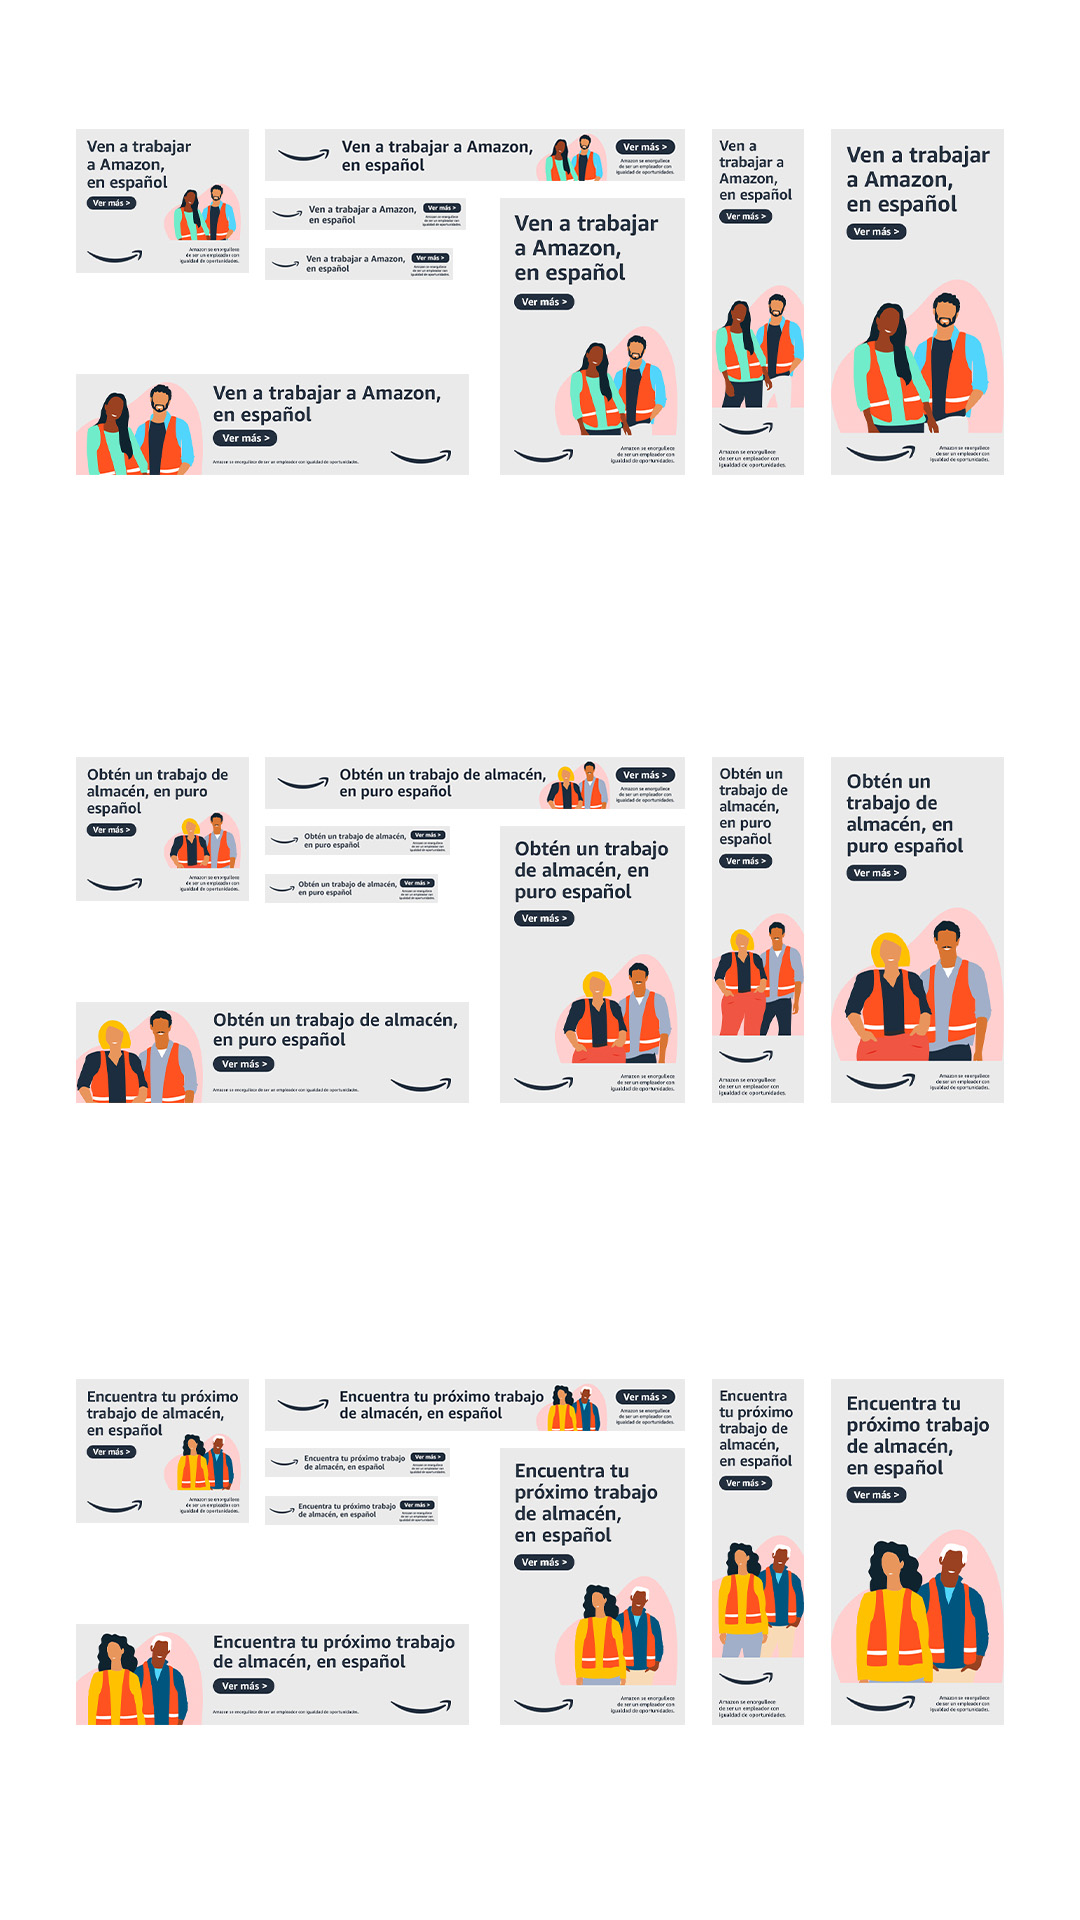 Ven a trabajar
a Amazon,
en español
Ver más >
Amazon se enorgullece
de ser un empleador con
igualdad de oportunidades.
Ven a trabajar a Amazon,
en español
Ver más >
Amazon se enorgullece
de ser un empleador con
igualdad de oportunidades.
Ven a trabajar a Amazon,
en español
Ver más >
Amazon se enorgullece
de ser un empleador con
igualdad de oportunidades.
Ven a trabajar a Amazon,
en español
Ver más >
Amazon se enorgullece
de ser un empleador con
igualdad de oportunidades.
Ven a trabajar a Amazon,
en español
Ver más >
Amazon se enorgullece de ser un empleador con igualdad de oportunidades.
Ven a trabajar
a Amazon,
en español
Ver más >
Amazon se enorgullece
de ser un empleador con
igualdad de oportunidades.
Ven a
trabajar a
Amazon,
en español
Ver más >
Amazon se enorgullece
de ser un empleador con
igualdad de oportunidades.
Ven a trabajar
a Amazon,
en español
Ver más >
Amazon se enorgullece
de ser un empleador con
igualdad de oportunidades.
Obtén un trabajo de
almacén, en puro
español
Ver más >
Amazon se enorgullece
de ser un empleador con
igualdad de oportunidades.
Obtén un trabajo de almacén,
en puro español
Ver más >
Amazon se enorgullece
de ser un empleador con
igualdad de oportunidades.
Obtén un trabajo de almacén,
en puro español
Ver más >
Amazon se enorgullece
de ser un empleador con
igualdad de oportunidades.
Obtén un trabajo de almacén,
en puro español
Ver más >
Amazon se enorgullece
de ser un empleador con
igualdad de oportunidades.
Obtén un trabajo de almacén,
en puro español
Ver más >
Amazon se enorgullece de ser un empleador con igualdad de oportunidades.
Obtén un trabajo
de almacén, en
puro español
Ver más >
Amazon se enorgullece
de ser un empleador con
igualdad de oportunidades.
Obtén un
trabajo de
almacén,
en puro
español
Ver más >
Amazon se enorgullece
de ser un empleador con
igualdad de oportunidades.
Obtén un
trabajo de
almacén, en
puro español
Ver más >
Amazon se enorgullece
de ser un empleador con
igualdad de oportunidades.
Encuentra tu próximo
trabajo de almacén,
en español
Ver más >
Amazon se enorgullece
de ser un empleador con
igualdad de oportunidades.
Encuentra tu próximo trabajo
de almacén, en español
Ver más >
Amazon se enorgullece
de ser un empleador con
igualdad de oportunidades.
Encuentra tu próximo trabajo
de almacén, en español
Ver más >
Amazon se enorgullece
de ser un empleador con
igualdad de oportunidades.
Encuentra tu próximo trabajo
de almacén, en español
Ver más >
Amazon se enorgullece
de ser un empleador con
igualdad de oportunidades.
Encuentra tu próximo trabajo
de almacén, en español
Ver más >
Amazon se enorgullece de ser un empleador con igualdad de oportunidades.
Encuentra tu
próximo trabajo
de almacén,
en español
Ver más >
Amazon se enorgullece
de ser un empleador con
igualdad de oportunidades.
Encuentra
tu próximo
trabajo de
almacén,
en español
Ver más >
Amazon se enorgullece
de ser un empleador con
igualdad de oportunidades.
Encuentra tu
próximo trabajo
de almacén,
en español
Ver más >
Amazon se enorgullece
de ser un empleador con
igualdad de oportunidades.